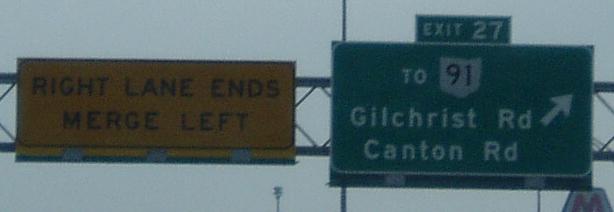 RIGHT LANE ENDS
MERGE LEFT
EXIT 27
TO 91
Gilchrist Rd
Canton Rd
M